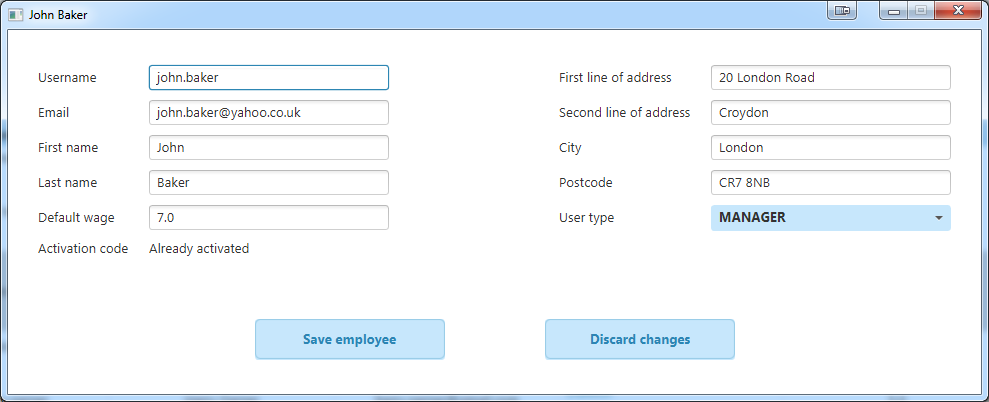 John Baker
Username john.baker
Email john.baker@yahoo.co.uk
First name John
Last name Baker
Default wage 7.0
Activation code Already activated
First line of address 20 London Road
Second line of address Croydon
City London
Postcode CR7 8NB
User type MANAGER
Save employee Discard changes